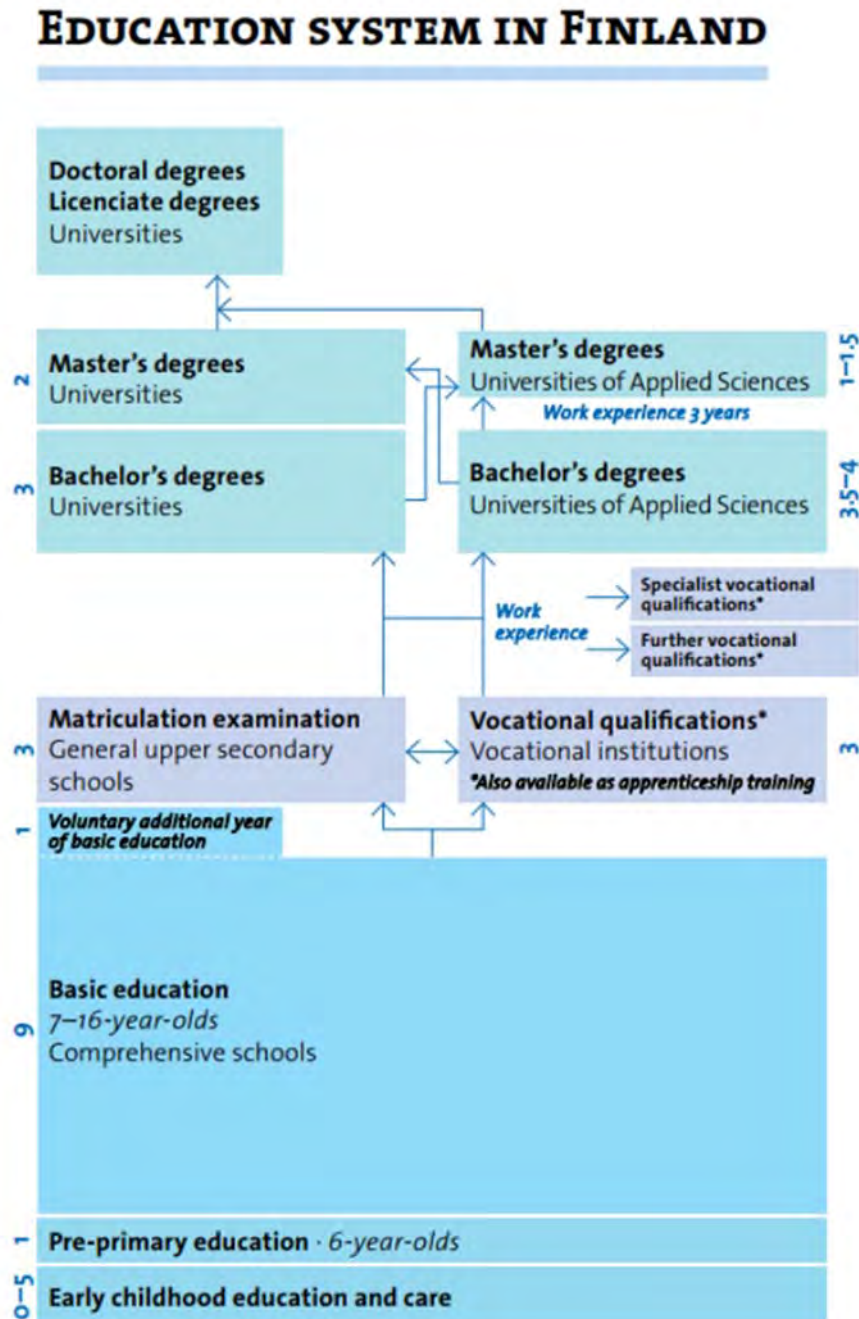 EDUCATION SYSTEM IN FINLAND
Doctoral degrees
Licenciate degrees
Universities
2
Master's degrees
Universities
Master's degrees
Universities of Applied Sciences
1–1.5
Work experience 3 years
3
Bachelor's degrees
Universities
Bachelor's degrees
Universities of Applied Sciences
3.5–4
Work
experience
Specialist vocational
qualifications*
Further vocational
qualifications*
3
Matriculation examination
General upper secondary
schools
Vocational qualifications*
Vocational institutions
*Also available as apprenticeship training
3
1
Voluntary additional year
of basic education
9
Basic education
7–16-year-olds
Comprehensive schools
1
Pre-primary education · 6-year-olds
0–5
Early childhood education and care